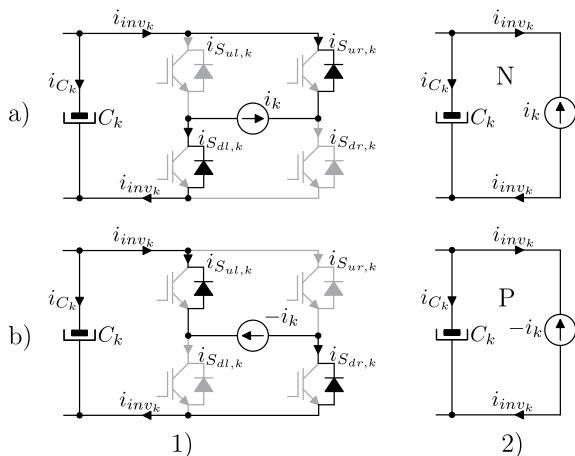 i_{inv_k} i_{inv_k}
i_{S_{ul,k}} i_{S_{ur,k}}
i_{C_k} i_{C_k} N
a) C_k i_k C_k i_k
i_{S_{dl,k}} i_{S_{dr,k}}
i_{inv_k} i_{inv_k}
i_{inv_k} i_{inv_k}
i_{S_{ul,k}} i_{S_{ur,k}}
i_{C_k} i_{C_k} P
b) C_k -i_k C_k -i_k
i_{S_{dl,k}} i_{S_{dr,k}}
i_{inv_k} i_{inv_k}
1) 2)